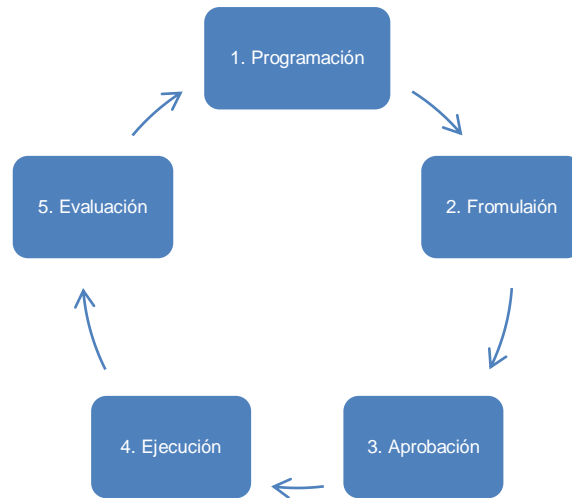 1. Programación
2. Fromulaión
3. Aprobación
4. Ejecución
5. Evaluación